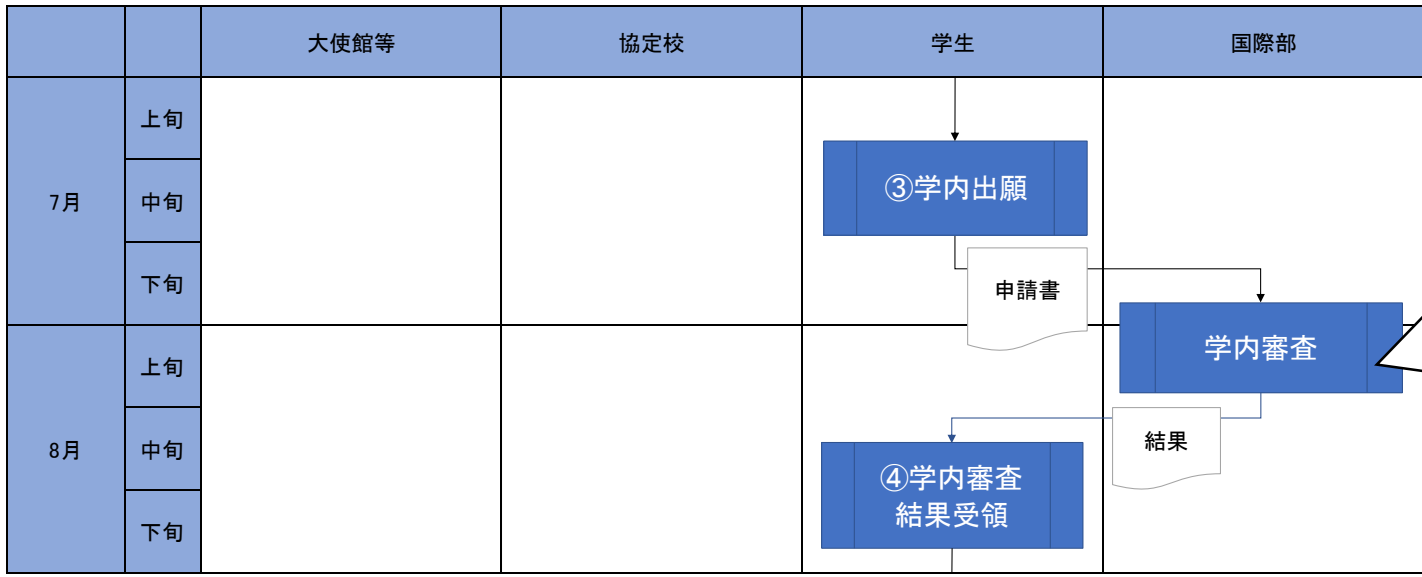 大使館等
協定校
学生
国際部
7月
上旬
中旬
下旬
③学内出願
申請書
学内審査
8月
上旬
中旬
下旬
結果
④学内審査
結果受領